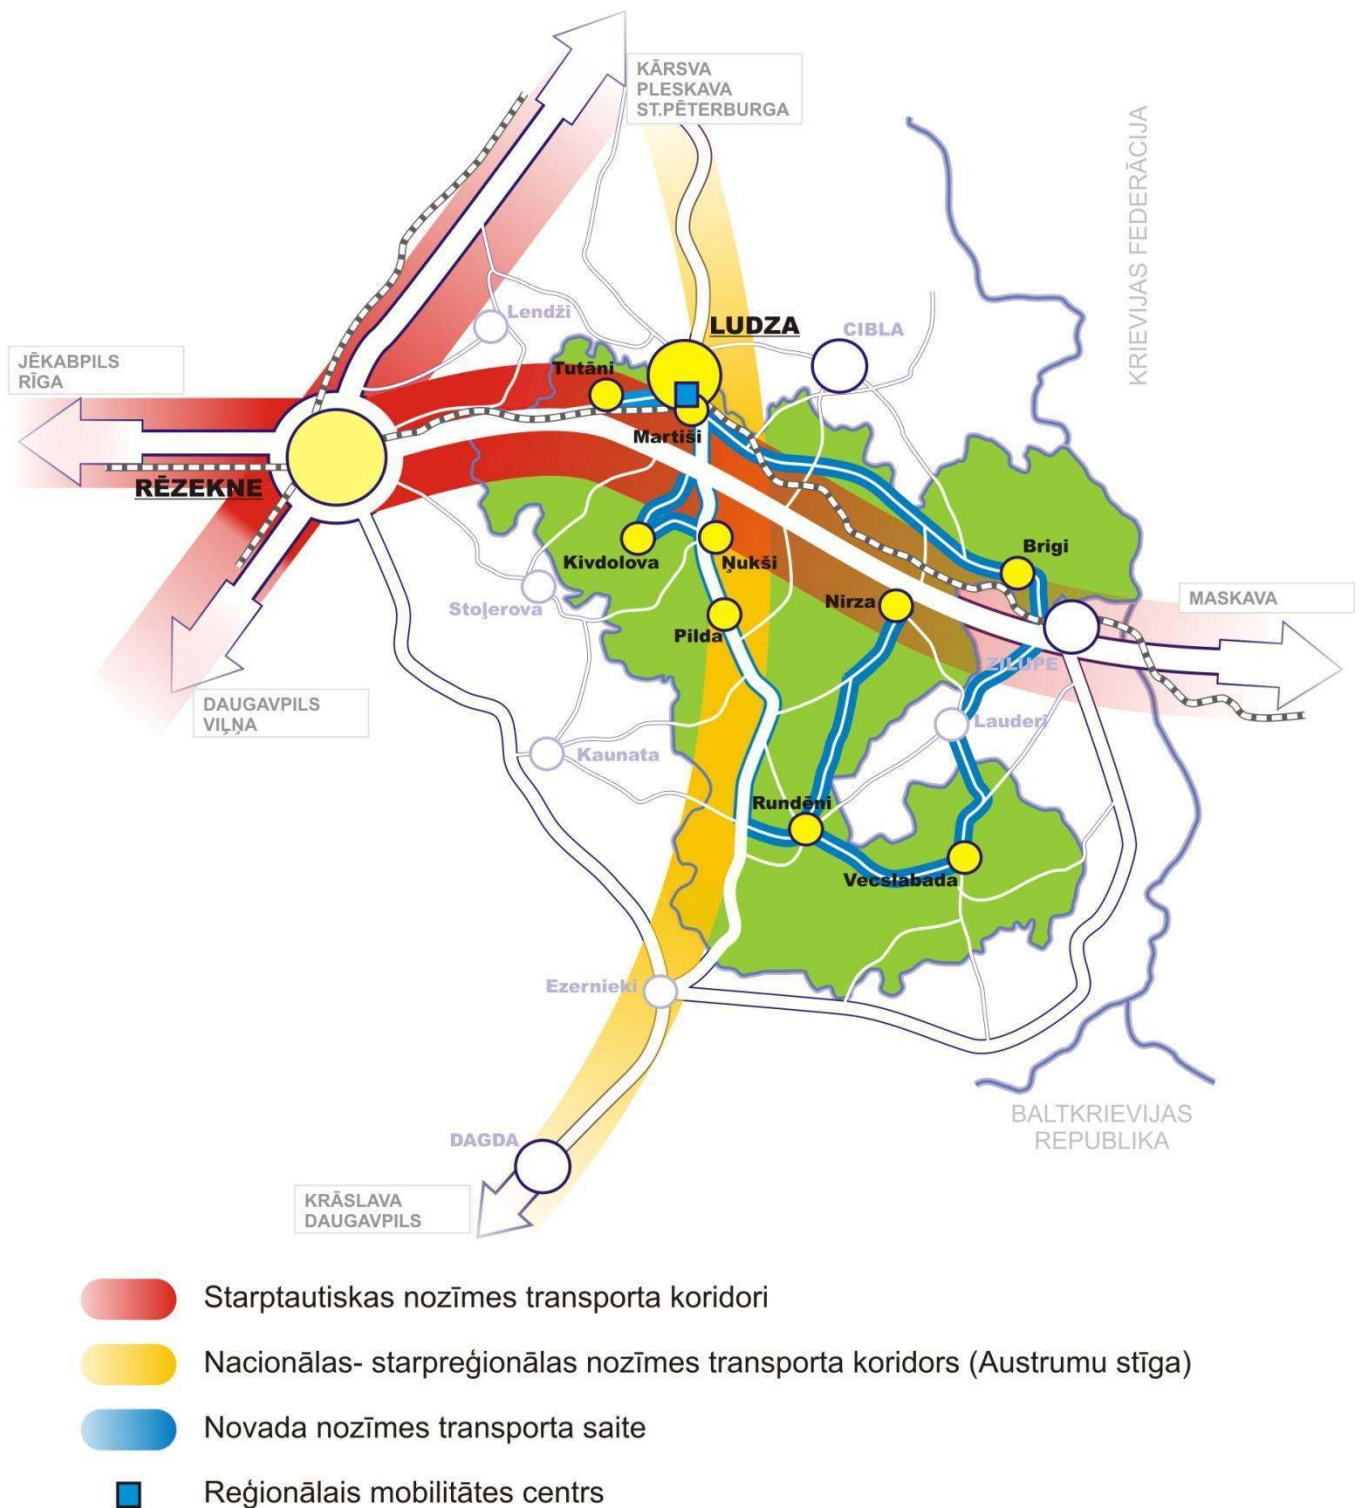 KĀRSVA
PLESKAVA
ST.PĒTERBURGA
KRIEVIJAS FEDERĀCIJA
Lendži
LUDZA
CIBLA
JĒKABPILS
RĪGA
Tutāni
Martiši
RĒZEKNE
Kivdolova
Ņukši
Brigi
Stoļerova
Nirza
MASKAVA
Pilda
ZILUPE
DAUGAVPILS
VIĻŅA
Lauderi
Kaunata
Rundēni
Vecslabada
Ezernieki
BALTKRIEVIJAS
REPUBLIKA
DAGDA
KRĀSLAVA
DAUGAVPILS
Starptautiskas nozīmes transporta koridori
Nacionālas- starpreģionālas nozīmes transporta koridors (Austrumu stīga)
Novada nozīmes transporta saite
Reģionālais mobilitātes centrs